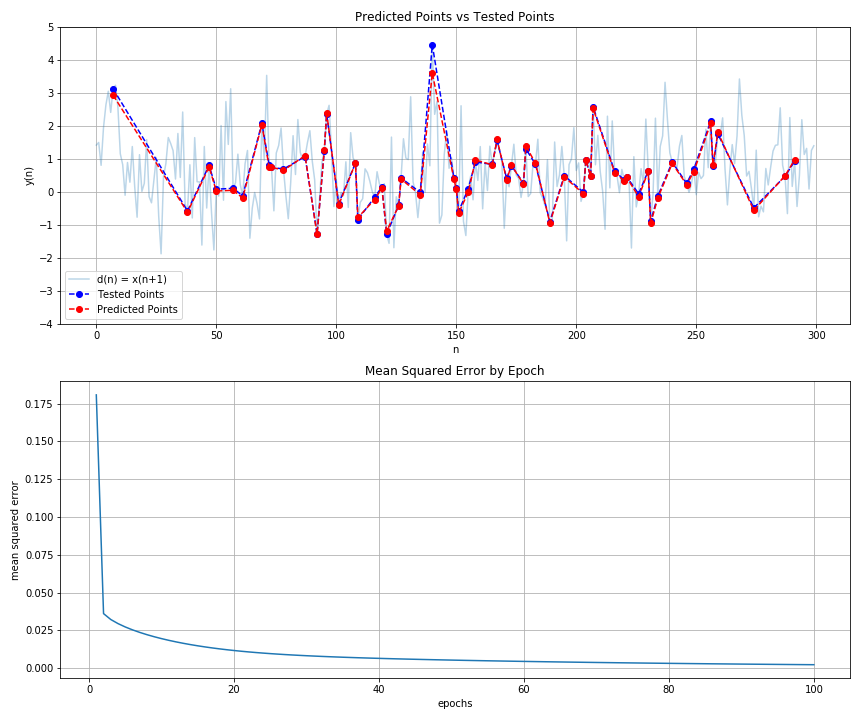 Predicted Points vs Tested Points
5
4
3
2
1
0
−1
−2
−3
−4
y(n)
d(n) = x(n+1)
Tested Points
Predicted Points
0 50 100 150 200 250 300
n
Mean Squared Error by Epoch
0.175
0.150
0.125
0.100
0.075
0.050
0.025
0.000
mean squared error
0 20 40 60 80 100
epochs